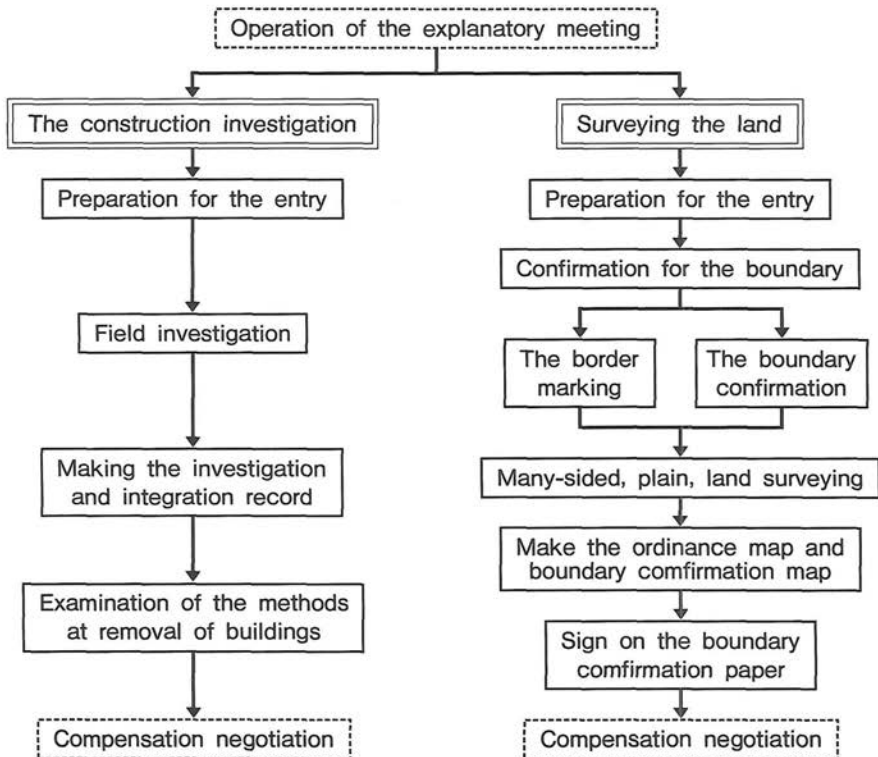 Operation of the explanatory meeting
The construction investigation
Surveying the land
Preparation for the entry
Preparation for the entry
Confirmation for the boundary
Field investigation
The border
marking
The boundary
confirmation
Making the investigation
and integration record
Many-sided, plain, land surveying
Make the ordinance map and
boundary comfirmation map
Examination of the methods
at removal of buildings
Sign on the boundary
comfirmation paper
Compensation negotiation
Compensation negotiation